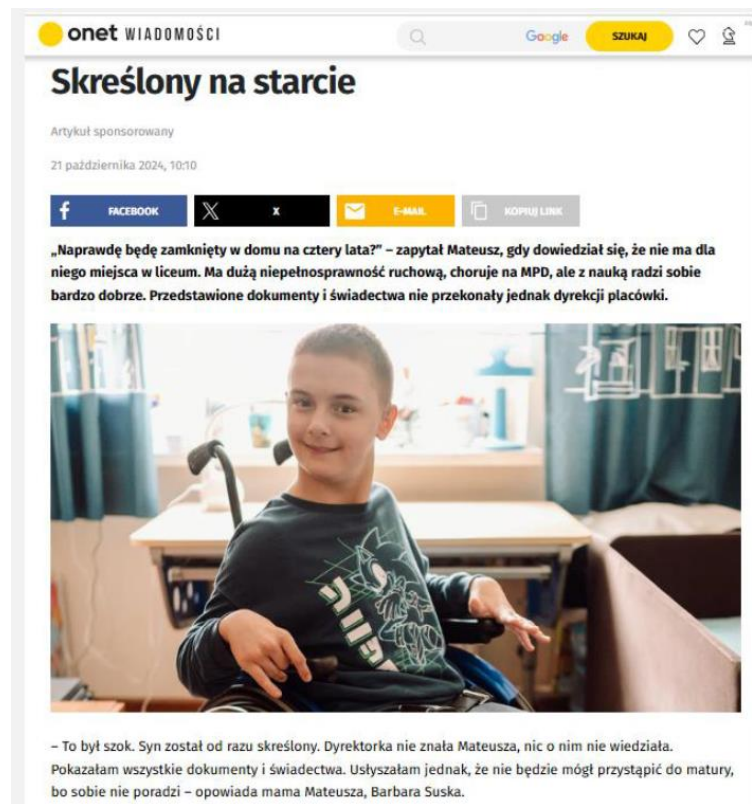 onet WIADOMOŚCI
Google
SZUKAJ
Skreślony na starcie
Artykuł sponsorowany
21 października 2024, 10:10
FACEBOOK
X
E-MAIL
KOPIUJ LINK
„Naprawdę będę zamknięty w domu na cztery lata?” – zapytał Mateusz, gdy dowiedział się, że nie ma dla
niego miejsca w liceum. Ma dużą niepełnosprawność ruchową, choruje na MPD, ale z nauką radzi sobie
bardzo dobrze. Przedstawione dokumenty i świadectwa nie przekonały jednak dyrekcji placówki.
– To był szok. Syn został od razu skreślony. Dyrektorka nie znała Mateusza, nic o nim nie wiedziała.
Pokazałam wszystkie dokumenty i świadectwa. Usłyszałam jednak, że nie będzie mógł przystąpić do matury,
bo sobie nie poradzi – opowiada mama Mateusza, Barbara Suska.